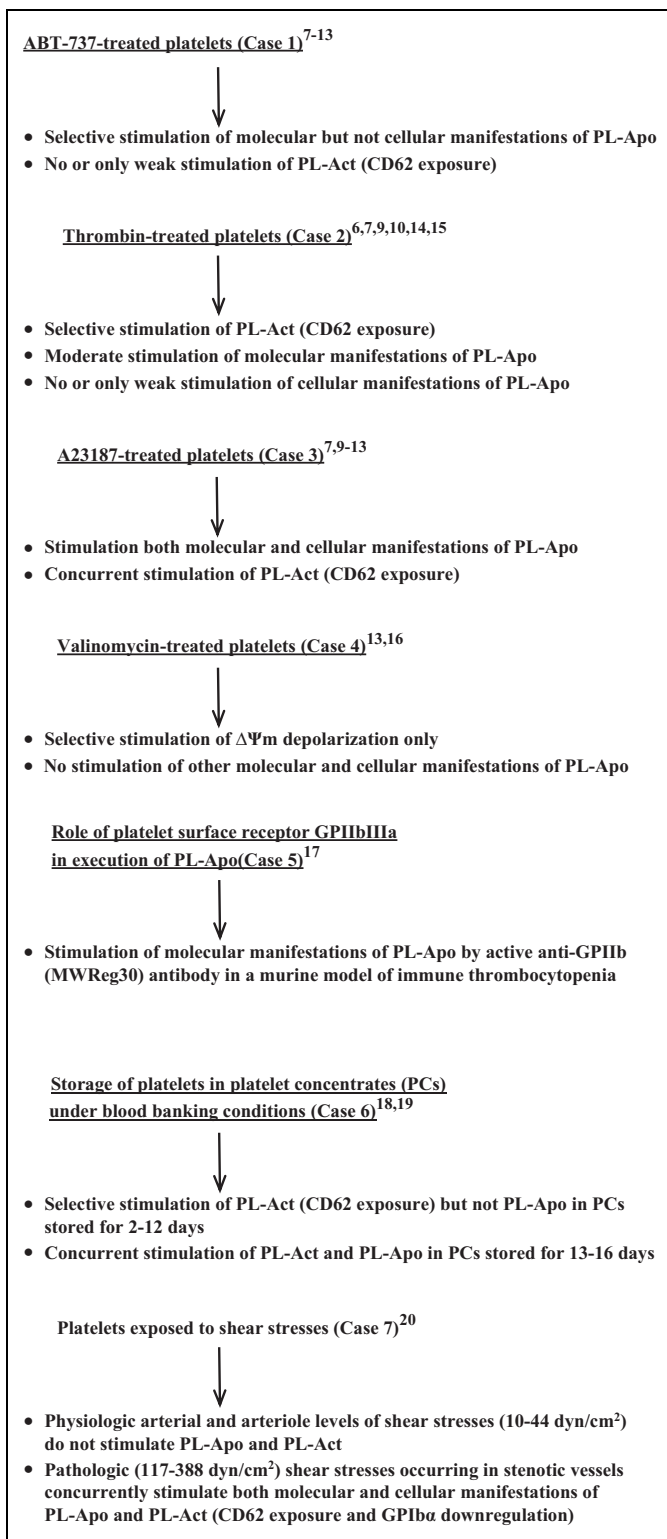 ABT-737-treated platelets (Case 1)7-13
• Selective stimulation of molecular but not cellular manifestations of PL-Apo
• No or only weak stimulation of PL-Act (CD62 exposure)
Thrombin-treated platelets (Case 2)6,7,9,10,14,15
• Selective stimulation of PL-Act (CD62 exposure)
• Moderate stimulation of molecular manifestations of PL-Apo
• No or only weak stimulation of cellular manifestations of PL-Apo
A23187-treated platelets (Case 3)7,9-13
• Stimulation both molecular and cellular manifestations of PL-Apo
• Concurrent stimulation of PL-Act (CD62 exposure)
Valinomycin-treated platelets (Case 4)13,16
• Selective stimulation of ΔΨm depolarization only
• No stimulation of other molecular and cellular manifestations of PL-Apo
Role of platelet surface receptor GPIIbIIIa
in execution of PL-Apo(Case 5)17
• Stimulation of molecular manifestations of PL-Apo by active anti-GPIIb
(MWReg30) antibody in a murine model of immune thrombocytopenia
Storage of platelets in platelet concentrates (PCs)
under blood banking conditions (Case 6)18,19
• Selective stimulation of PL-Act (CD62 exposure) but not PL-Apo in PCs
stored for 2-12 days
• Concurrent stimulation of PL-Act and PL-Apo in PCs stored for 13-16 days
Platelets exposed to shear stresses (Case 7)20
• Physiologic arterial and arteriole levels of shear stresses (10-44 dyn/cm²)
do not stimulate PL-Apo and PL-Act
• Pathologic (117-388 dyn/cm²) shear stresses occurring in stenotic vessels
concurrently stimulate both molecular and cellular manifestations of
PL-Apo and PL-Act (CD62 exposure and GPIbα downregulation)